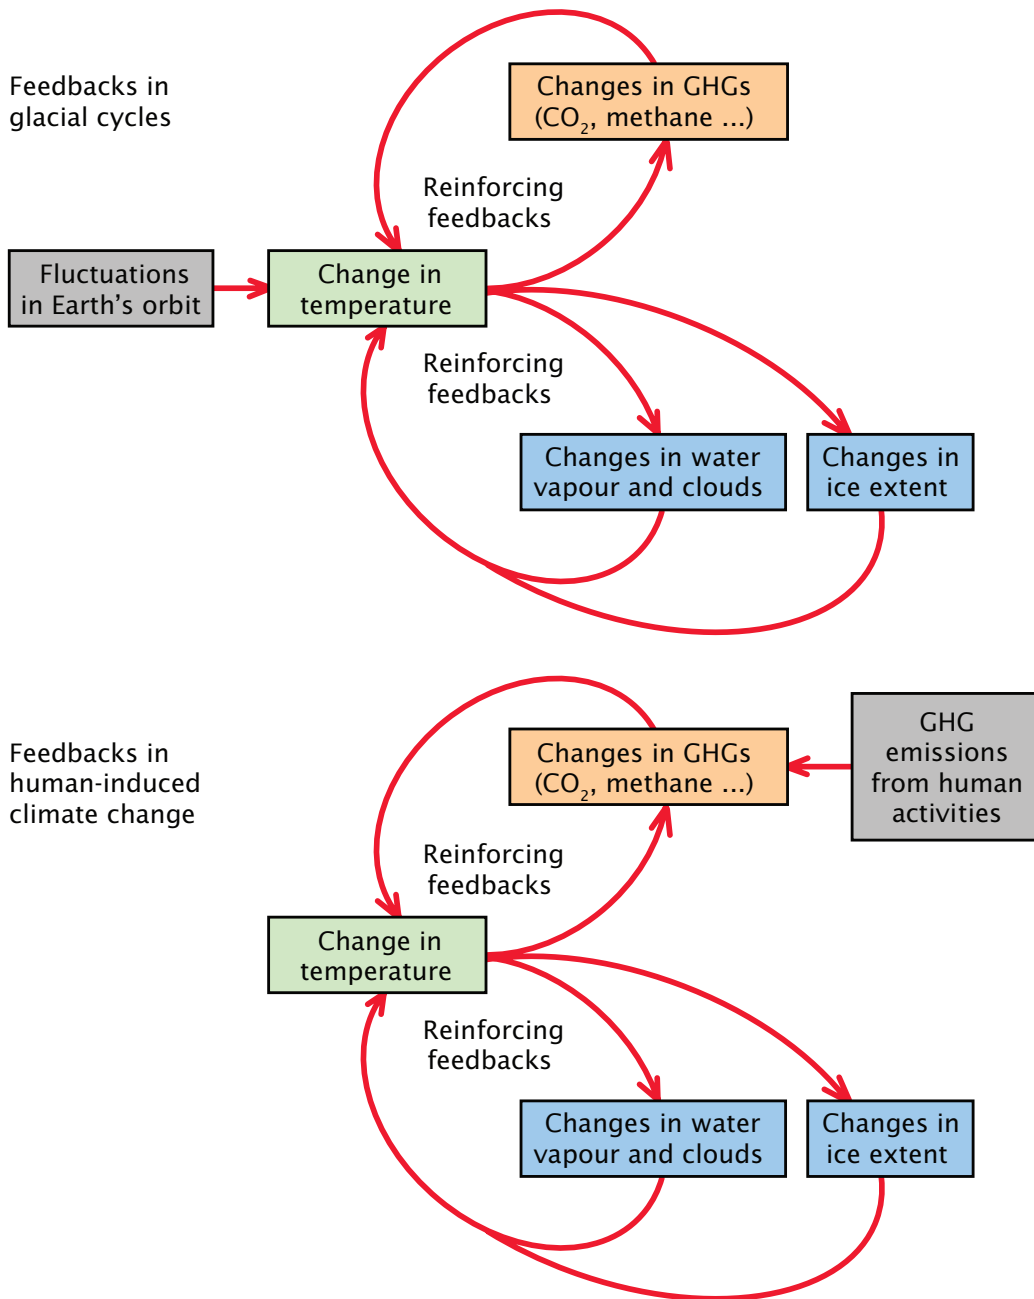 Feedbacks in
glacial cycles
Changes in GHGs
(CO₂, methane ...)
Reinforcing
feedbacks
Fluctuations
in Earth's orbit
Change in
temperature
Reinforcing
feedbacks
Changes in water
vapour and clouds
Changes in
ice extent
Feedbacks in
human-induced
climate change
Changes in GHGs
(CO₂, methane ...)
GHG
emissions
from human
activities
Reinforcing
feedbacks
Change in
temperature
Reinforcing
feedbacks
Changes in water
vapour and clouds
Changes in
ice extent